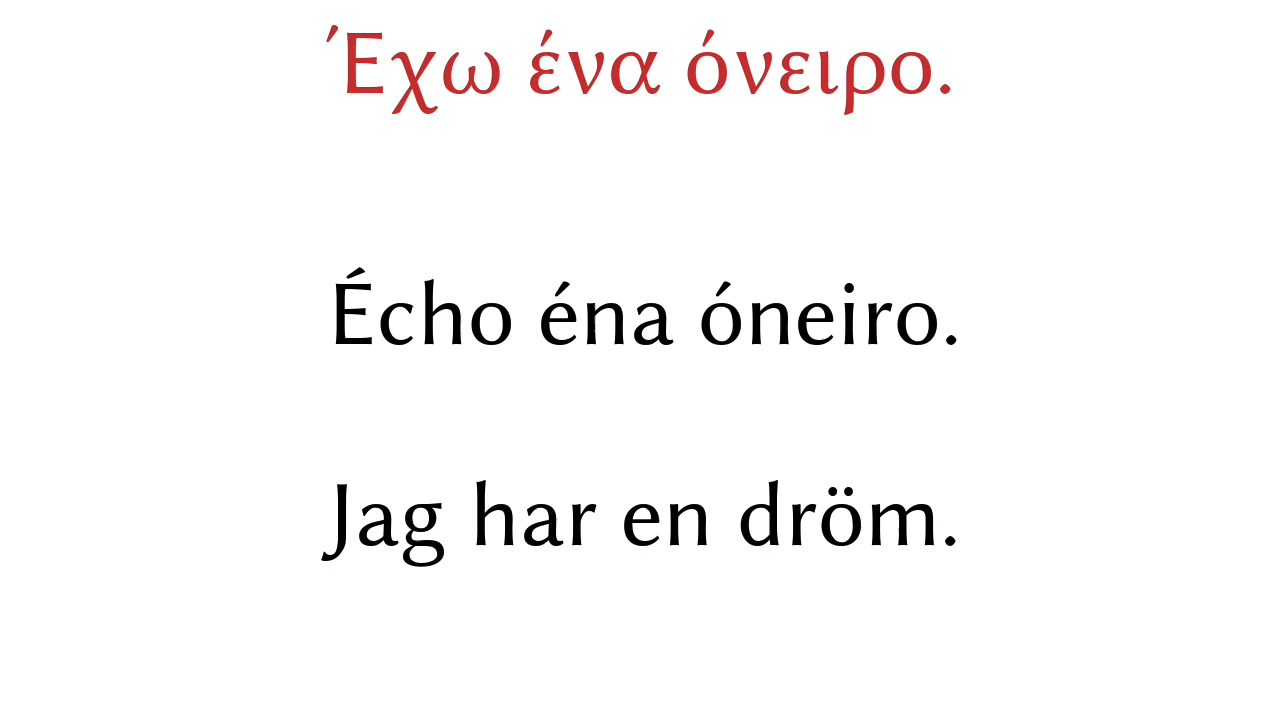 Έχω ένα όνειρο.
Écho éna óneiro.
Jag har en dröm.